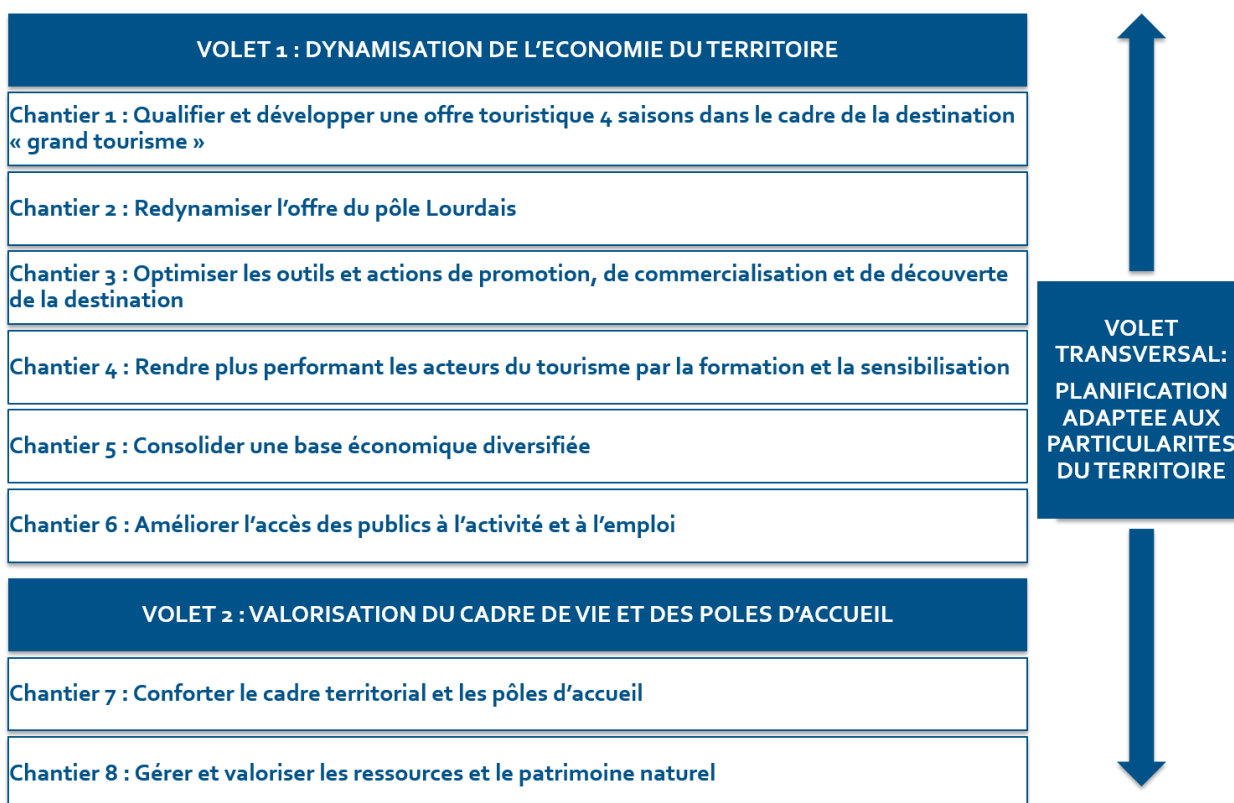 VOLET 1 : DYNAMISATION DE L’ECONOMIE DU TERRITOIRE
Chantier 1 : Qualifier et développer une offre touristique 4 saisons dans le cadre de la destination
« grand tourisme »
Chantier 2 : Redynamiser l’offre du pôle Lourdais
Chantier 3 : Optimiser les outils et actions de promotion, de commercialisation et de découverte
de la destination
Chantier 4 : Rendre plus performant les acteurs du tourisme par la formation et la sensibilisation
Chantier 5 : Consolider une base économique diversifiée
Chantier 6 : Améliorer l’accès des publics à l’activité et à l’emploi
VOLET 2 : VALORISATION DU CADRE DE VIE ET DES POLES D’ACCUEIL
Chantier 7 : Conforter le cadre territorial et les pôles d’accueil
Chantier 8 : Gérer et valoriser les ressources et le patrimoine naturel
VOLET
TRANSVERSAL:
PLANIFICATION
ADAPTEE AUX
PARTICULARITES
DU TERRITOIRE